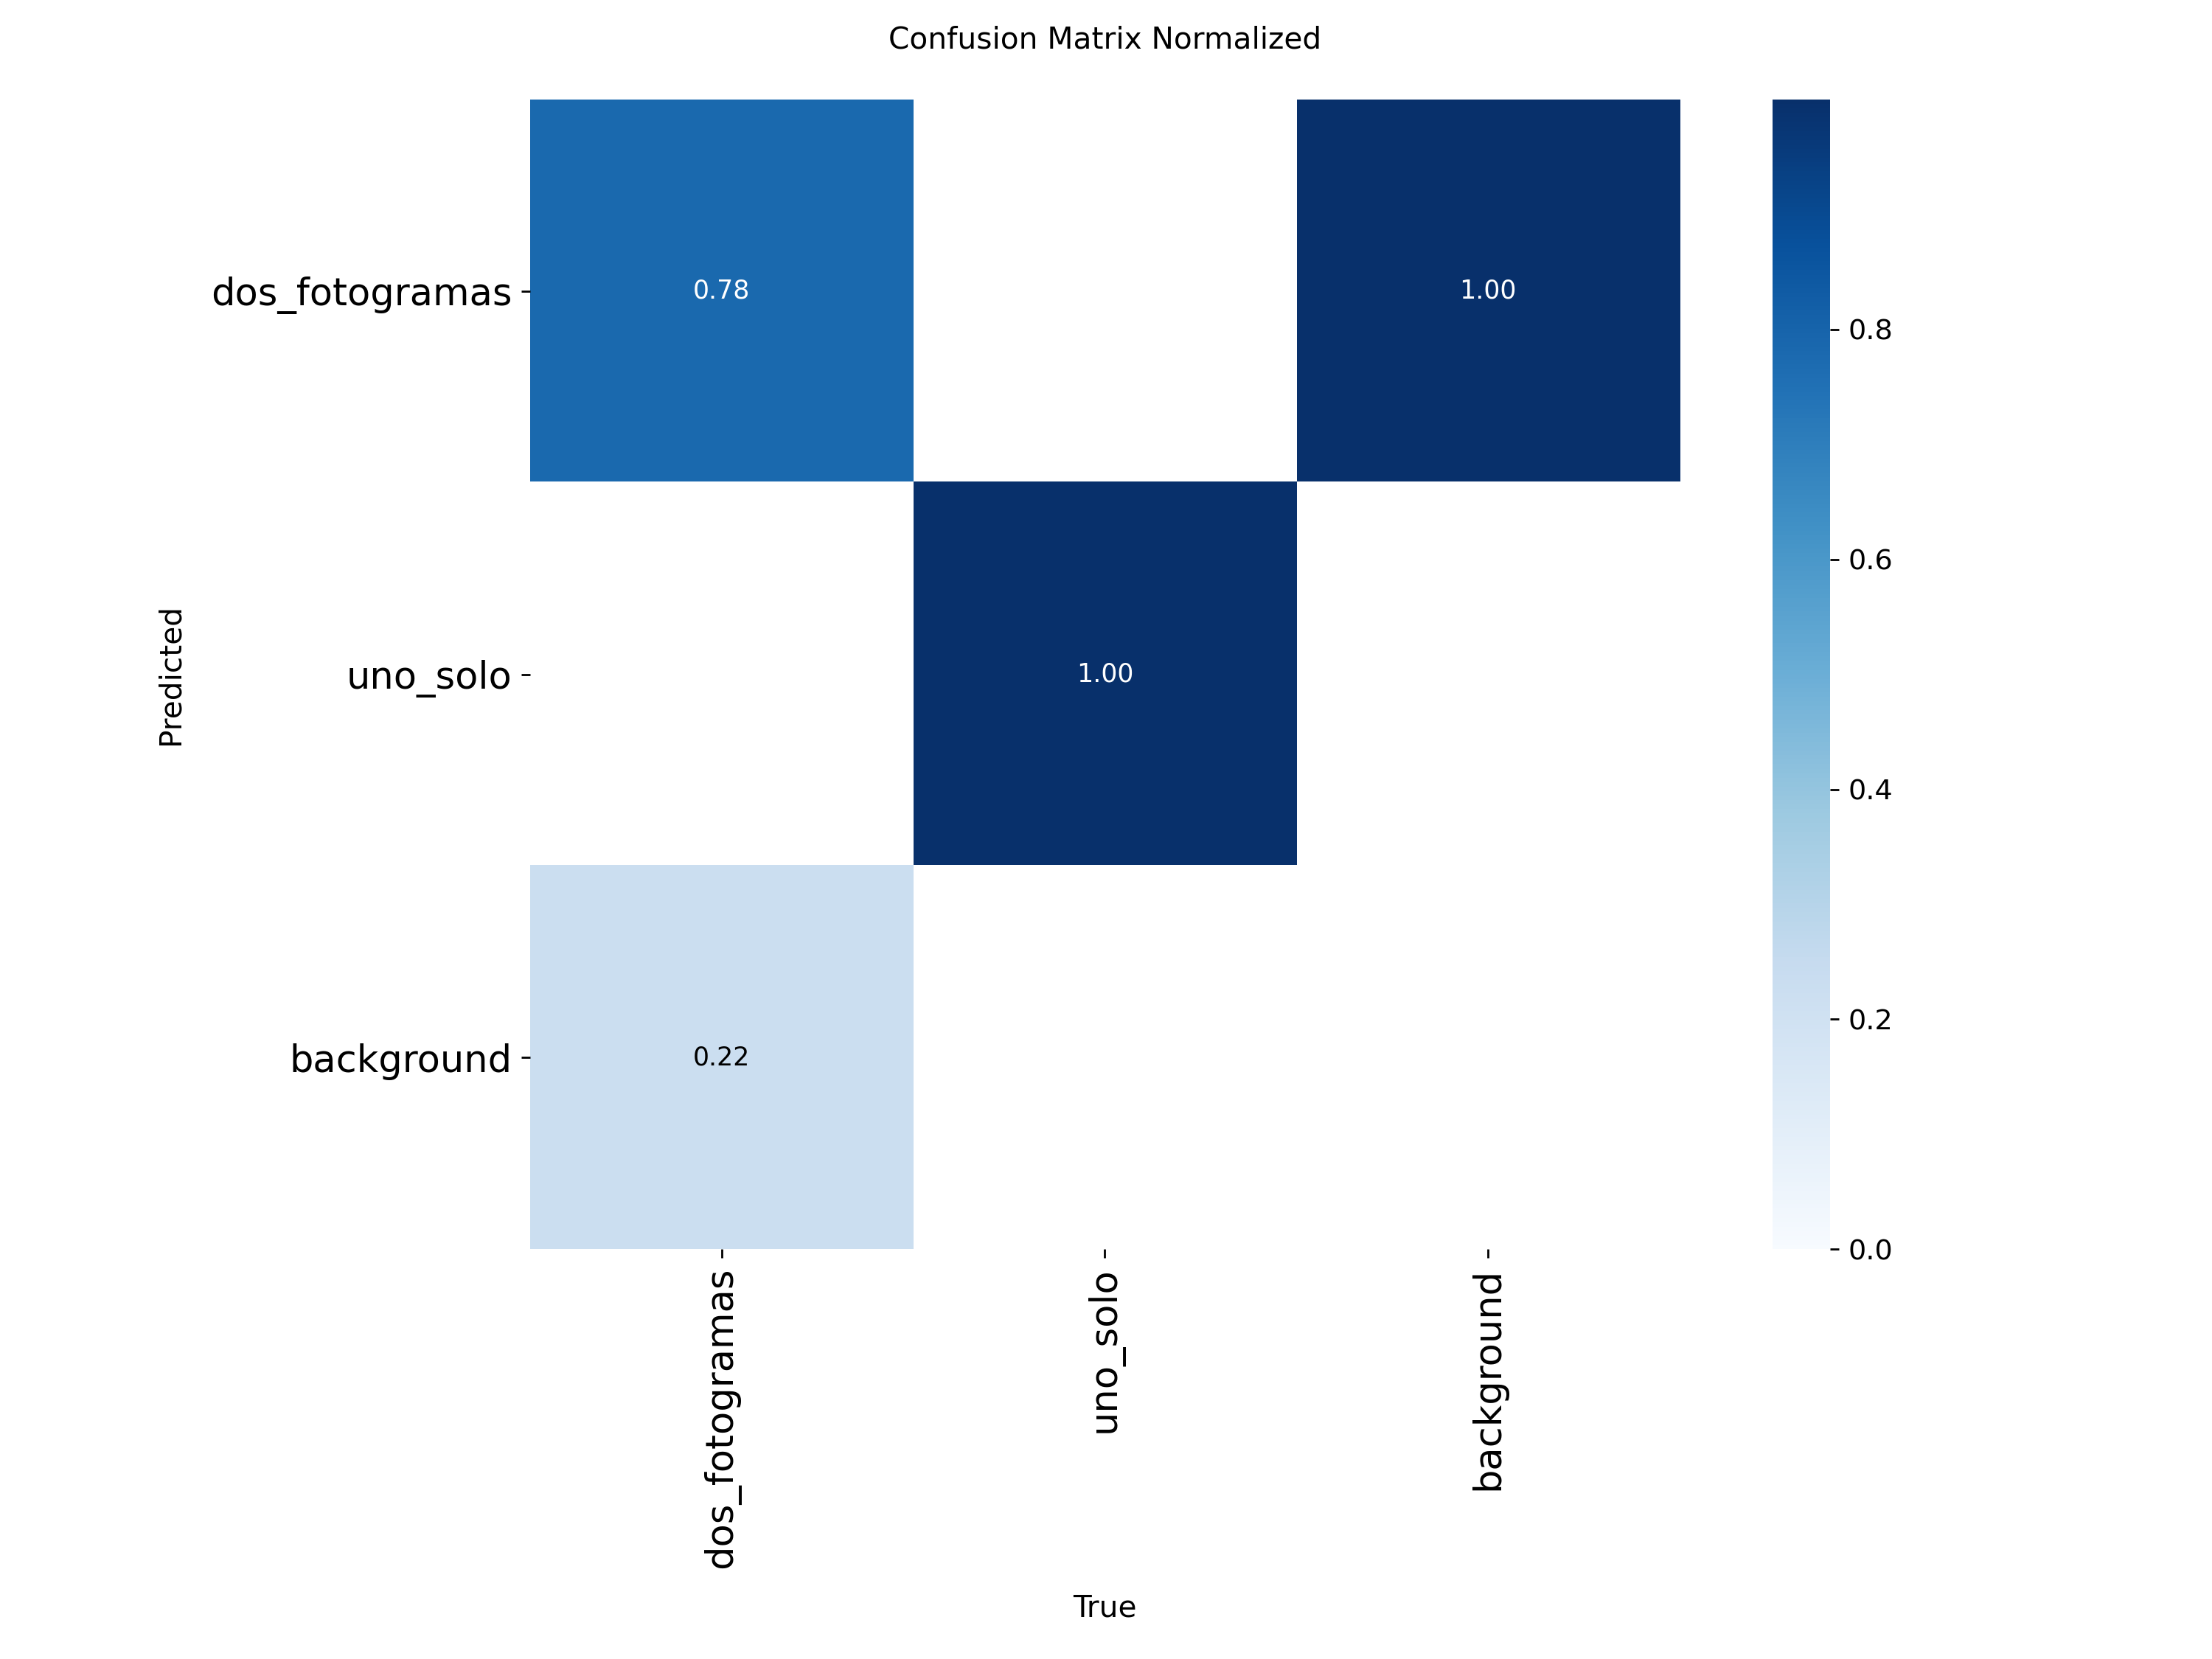 Confusion Matrix Normalized
Predicted
dos_fotogramas
uno_solo
background
0.78
1.00
1.00
0.22
0.8
0.6
0.4
0.2
0.0
dos_fotogramas
uno_solo
background
True